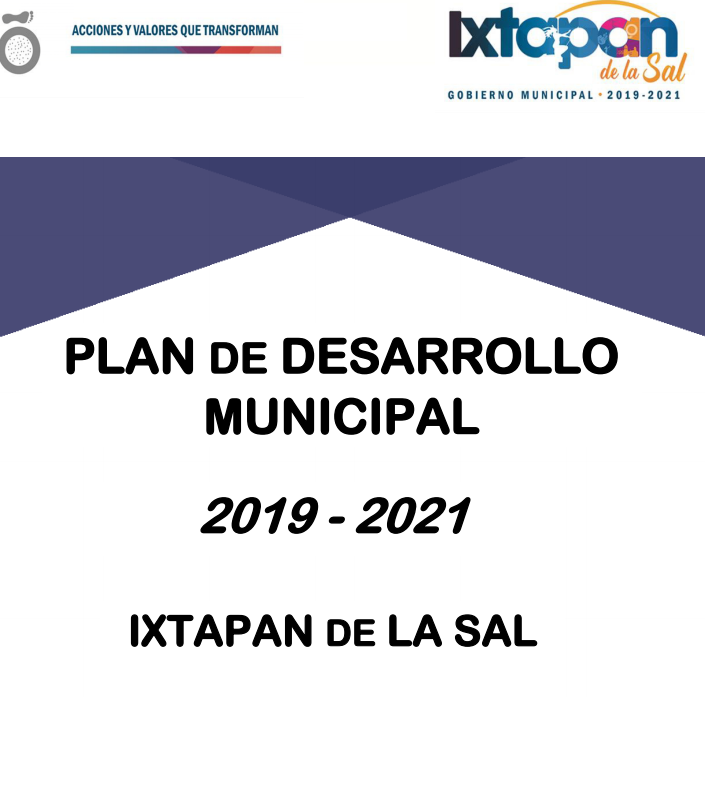 ACCIONES Y VALORES QUE TRANSFORMAN
Ixtapan
de la Sal
GOBIERNO MUNICIPAL • 2019-2021
PLAN DE DESARROLLO
MUNICIPAL
2019 - 2021
IXTAPAN DE LA SAL